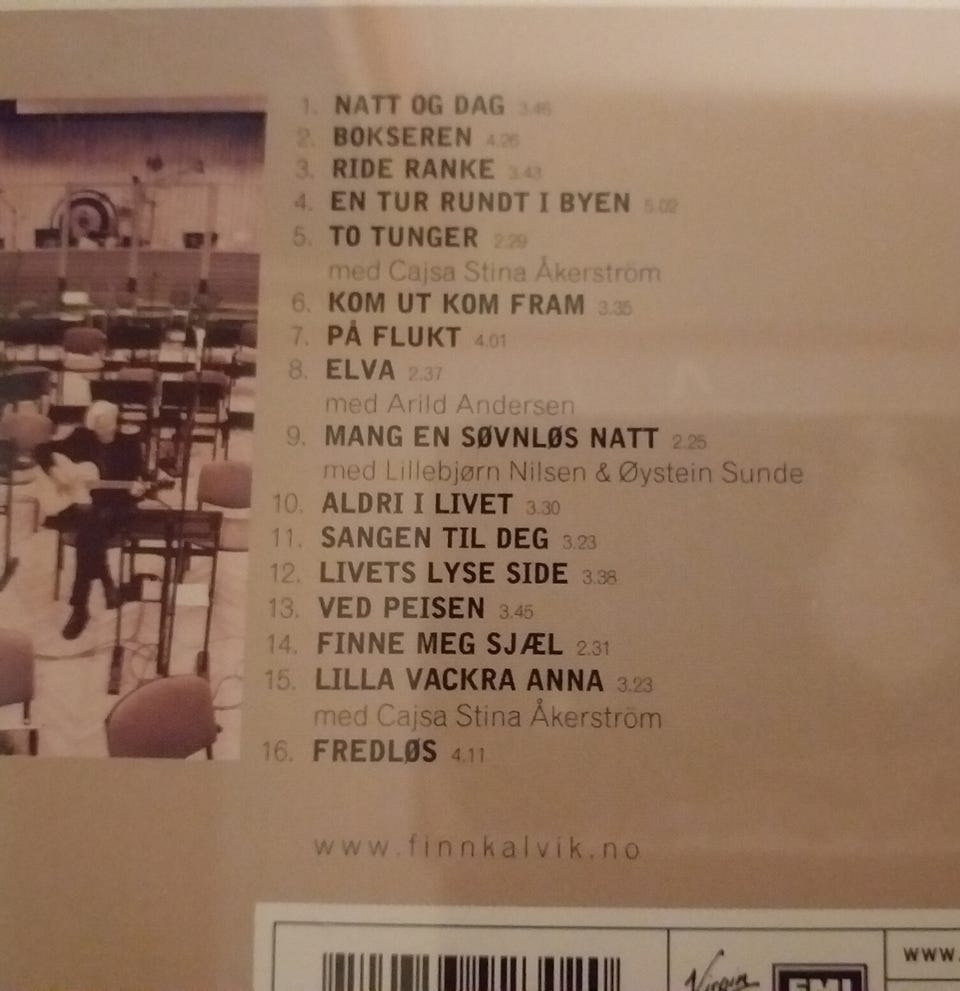 1. NATT OG DAG 3.46
2. BOKSEREN 4.26
3. RIDE RANKE 3.43
4. EN TUR RUNDT I BYEN 5.02
5. TO TUNGER 2.29
med Cajsa Stina Åkerström
6. KOM UT KOM FRAM 3.35
7. PÅ FLUKT 4.01
8. ELVA 2.37
med Arild Andersen
9. MANG EN SØVNLØS NATT 2.25
med Lillebjørn Nilsen & Øystein Sunde
10. ALDRI I LIVET 3.30
11. SANGEN TIL DEG 3.23
12. LIVETS LYSE SIDE 3.38
13. VED PEISEN 3.45
14. FINNE MEG SJÆL 2.31
15. LILLA VACKRA ANNA 3.23
med Cajsa Stina Åkerström
16. FREDLØS 4.11
www.finnkalvik.no
Virgin EMI www.